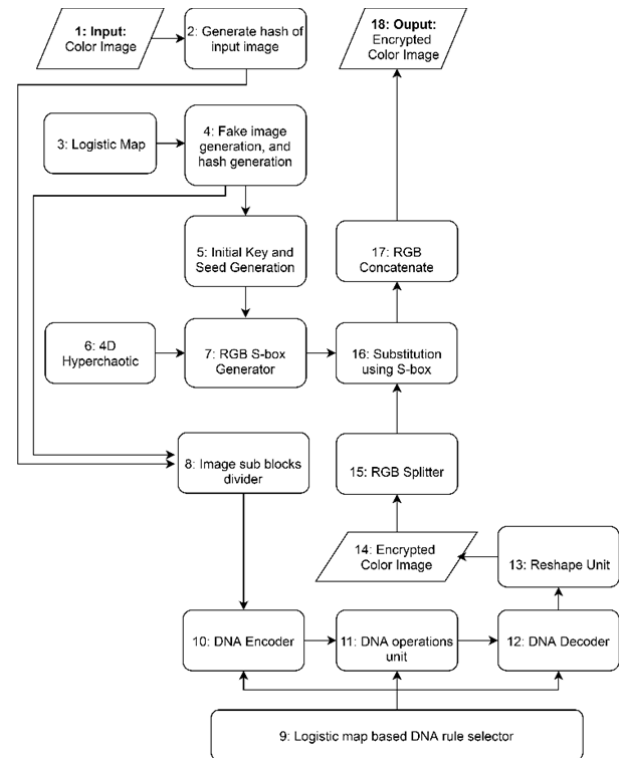 1: Input:
Color Image
2: Generate hash of
input image
18: Ouput:
Encrypted
Color Image
3: Logistic Map
4: Fake image
generation, and
hash generation
5: Initial Key and
Seed Generation
17: RGB
Concatenate
6: 4D
Hyperchaotic
7: RGB S-box
Generator
16: Substitution
using S-box
8: Image sub blocks
divider
15: RGB Splitter
14: Encrypted
Color Image
13: Reshape Unit
10: DNA Encoder
11: DNA operations
unit
12: DNA Decoder
9: Logistic map based DNA rule selector